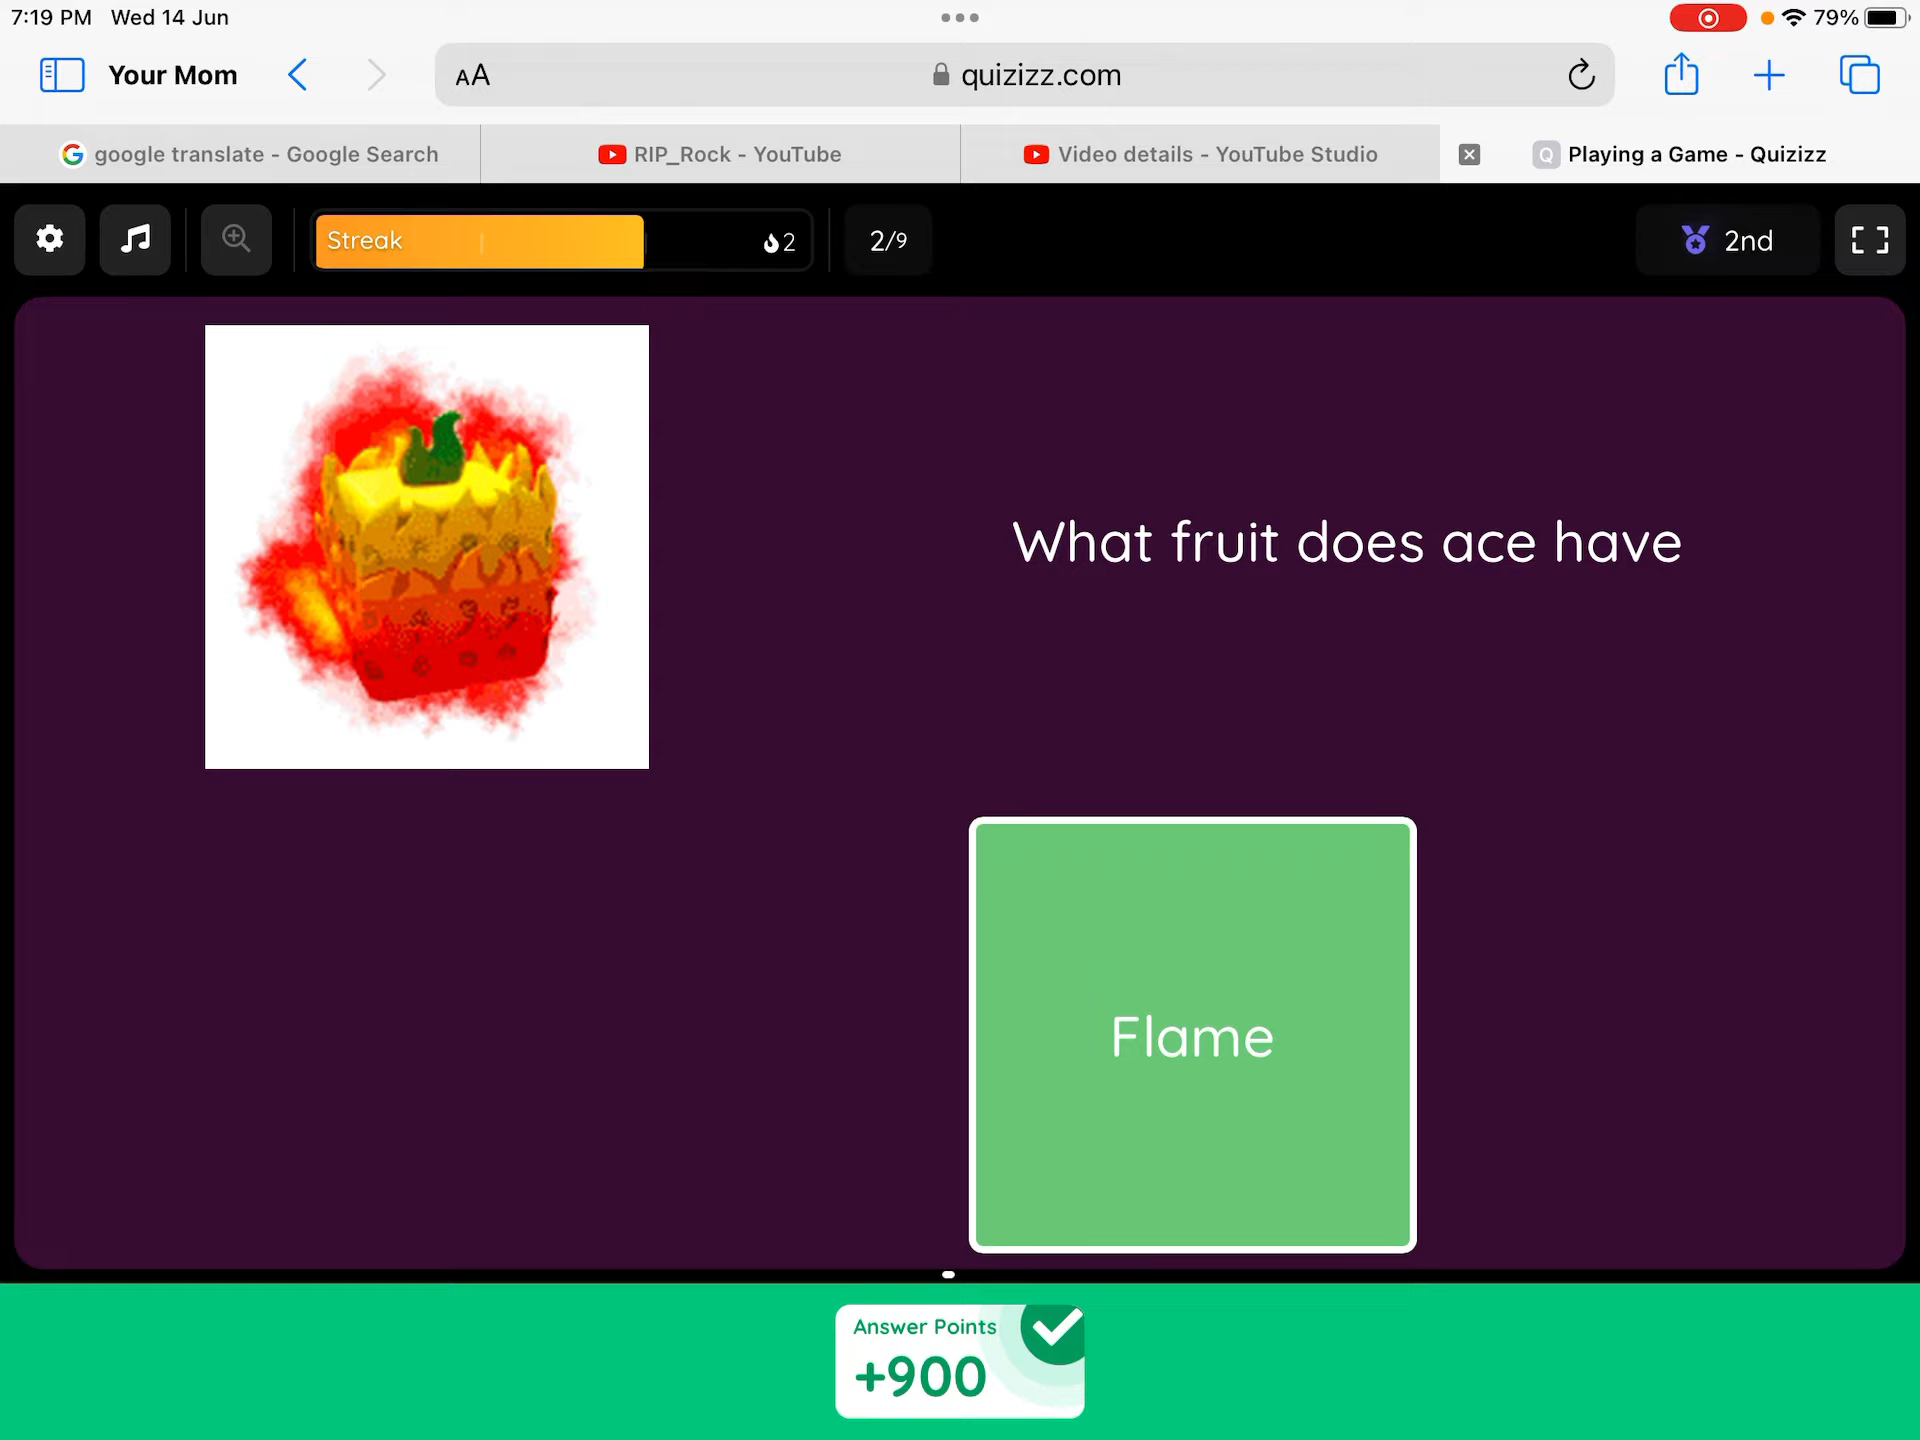 7:19 PM Wed 14 Jun
79%
Your Mom
AA
quizizz.com
google translate - Google Search
RIP_Rock - YouTube
Video details - YouTube Studio
Q Playing a Game - Quizizz
Streak
2
2/9
2nd
What fruit does ace have
Flame
Answer Points
+900